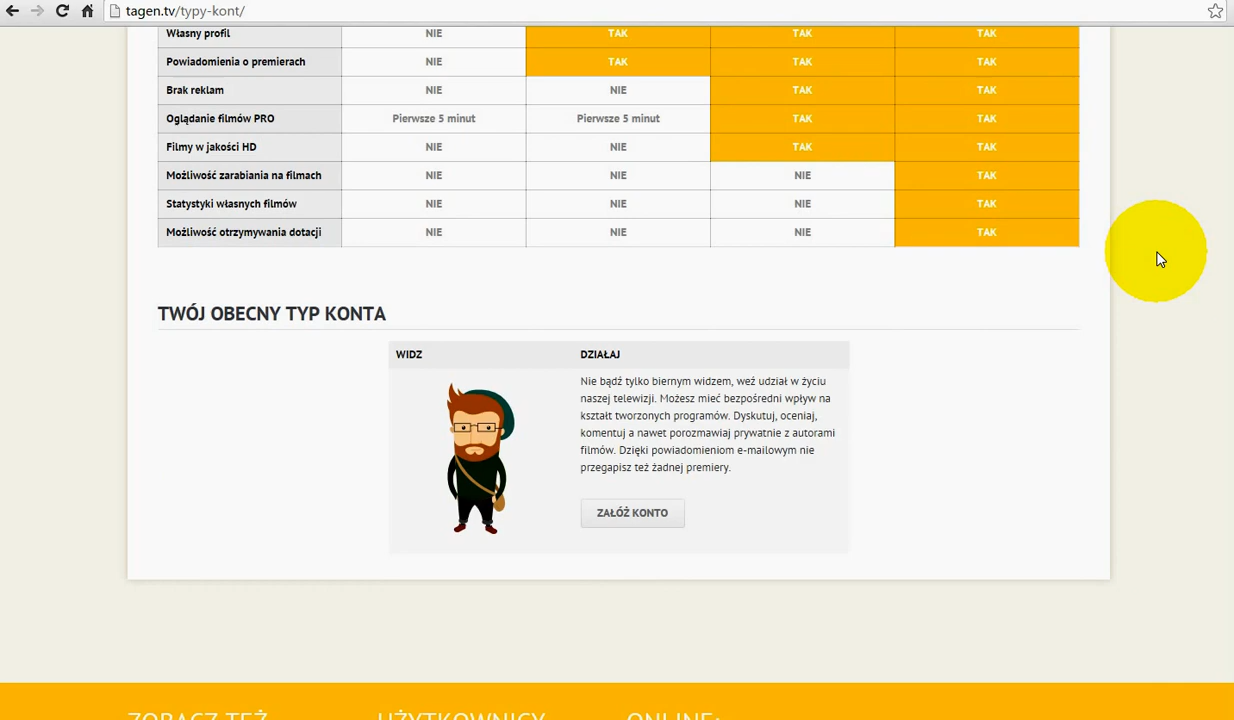 tagen.tv/typy-kont/
Własny profil NIE TAK TAK TAK
Powiadomienia o premierach NIE TAK TAK TAK
Brak reklam NIE NIE TAK TAK
Oglądanie filmów PRO Pierwsze 5 minut Pierwsze 5 minut TAK TAK
Filmy w jakości HD NIE NIE TAK TAK
Możliwość zarabiania na filmach NIE NIE NIE TAK
Statystyki własnych filmów NIE NIE NIE TAK
Możliwość otrzymywania dotacji NIE NIE NIE TAK
TWÓJ OBECNY TYP KONTA
WIDZ DZIAŁAJ
Nie bądź tylko biernym widzem, weź udział w życiu
naszej telewizji. Możesz mieć bezpośredni wpływ na
kształt tworzonych programów. Dyskutuj, oceniaj,
komentuj a nawet porozmawiaj prywatnie z autorami
filmów. Dzięki powiadomieniom e-mailowym nie
przegapisz też żadnej premiery.
ZAŁÓŻ KONTO
ZOBACZ TEŻ UŻYTKOWNICY ONLINE: